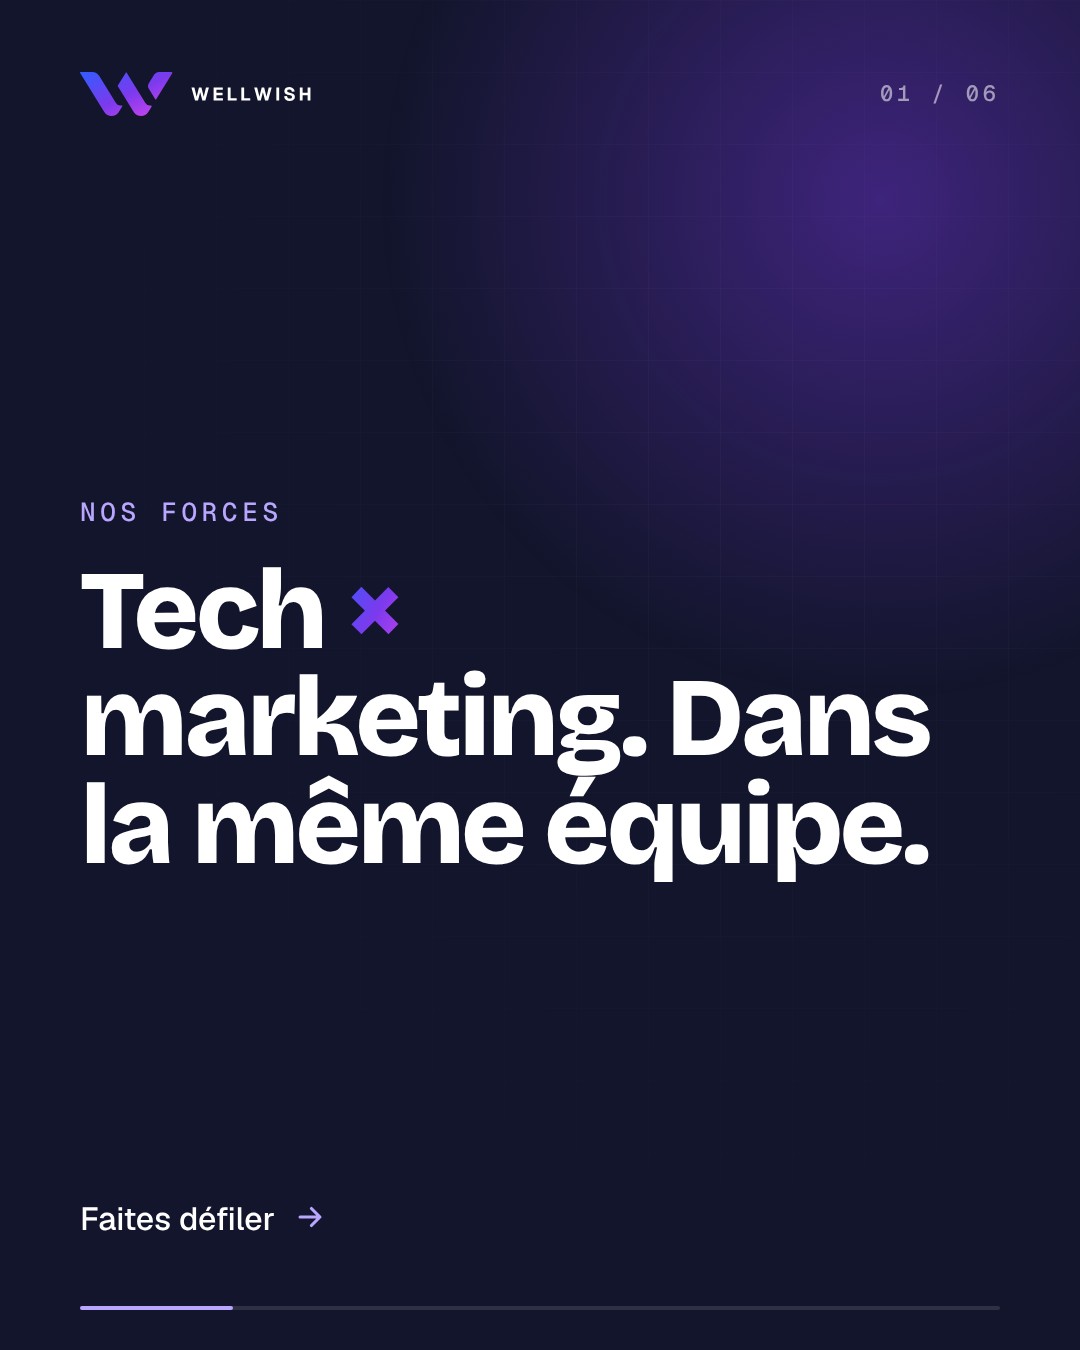 WELLWISH
01 / 06
NOS FORCES
Tech ×
marketing. Dans
la même équipe.
Faites défiler →